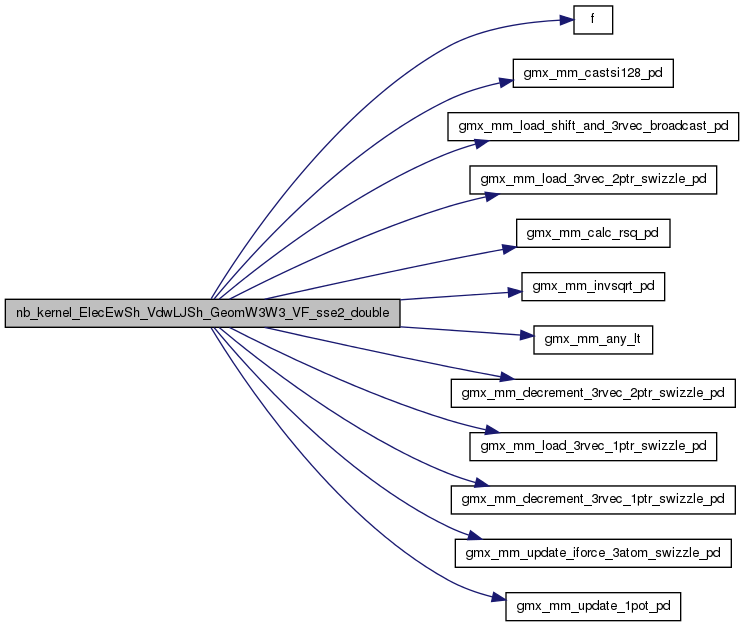 f
gmx_mm_castsi128_pd
gmx_mm_load_shift_and_3rvec_broadcast_pd
gmx_mm_load_3rvec_2ptr_swizzle_pd
gmx_mm_calc_rsq_pd
gmx_mm_invsqrt_pd
nb_kernel_ElecEwSh_VdwLJSh_GeomW3W3_VF_sse2_double
gmx_mm_any_lt
gmx_mm_decrement_3rvec_2ptr_swizzle_pd
gmx_mm_load_3rvec_1ptr_swizzle_pd
gmx_mm_decrement_3rvec_1ptr_swizzle_pd
gmx_mm_update_iforce_3atom_swizzle_pd
gmx_mm_update_1pot_pd